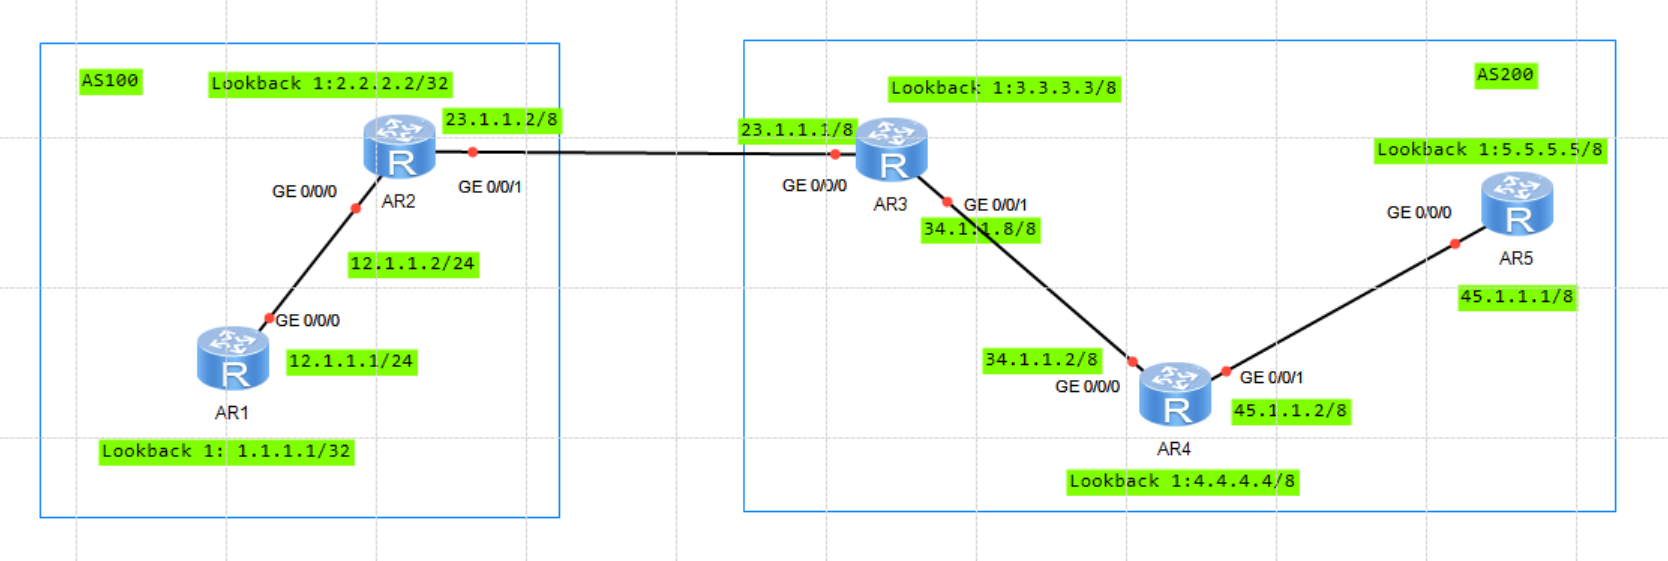 AS100
Lookback 1:2.2.2.2/32
23.1.1.2/8
GE 0/0/0
AR2
GE 0/0/1
12.1.1.2/24
GE 0/0/0
12.1.1.1/24
R
R
AR1
Lookback 1: 1.1.1.1/32
AS200
Lookback 1:3.3.3.3/8
23.1.1.1/8
GE 0/0/0
R
AR3
GE 0/0/1
34.1.1.8/8
Lookback 1:5.5.5.5/8
GE 0/0/0
R
AR5
45.1.1.1/8
34.1.1.2/8
GE 0/0/0
R
GE 0/0/1
45.1.1.2/8
AR4
Lookback 1:4.4.4.4/8